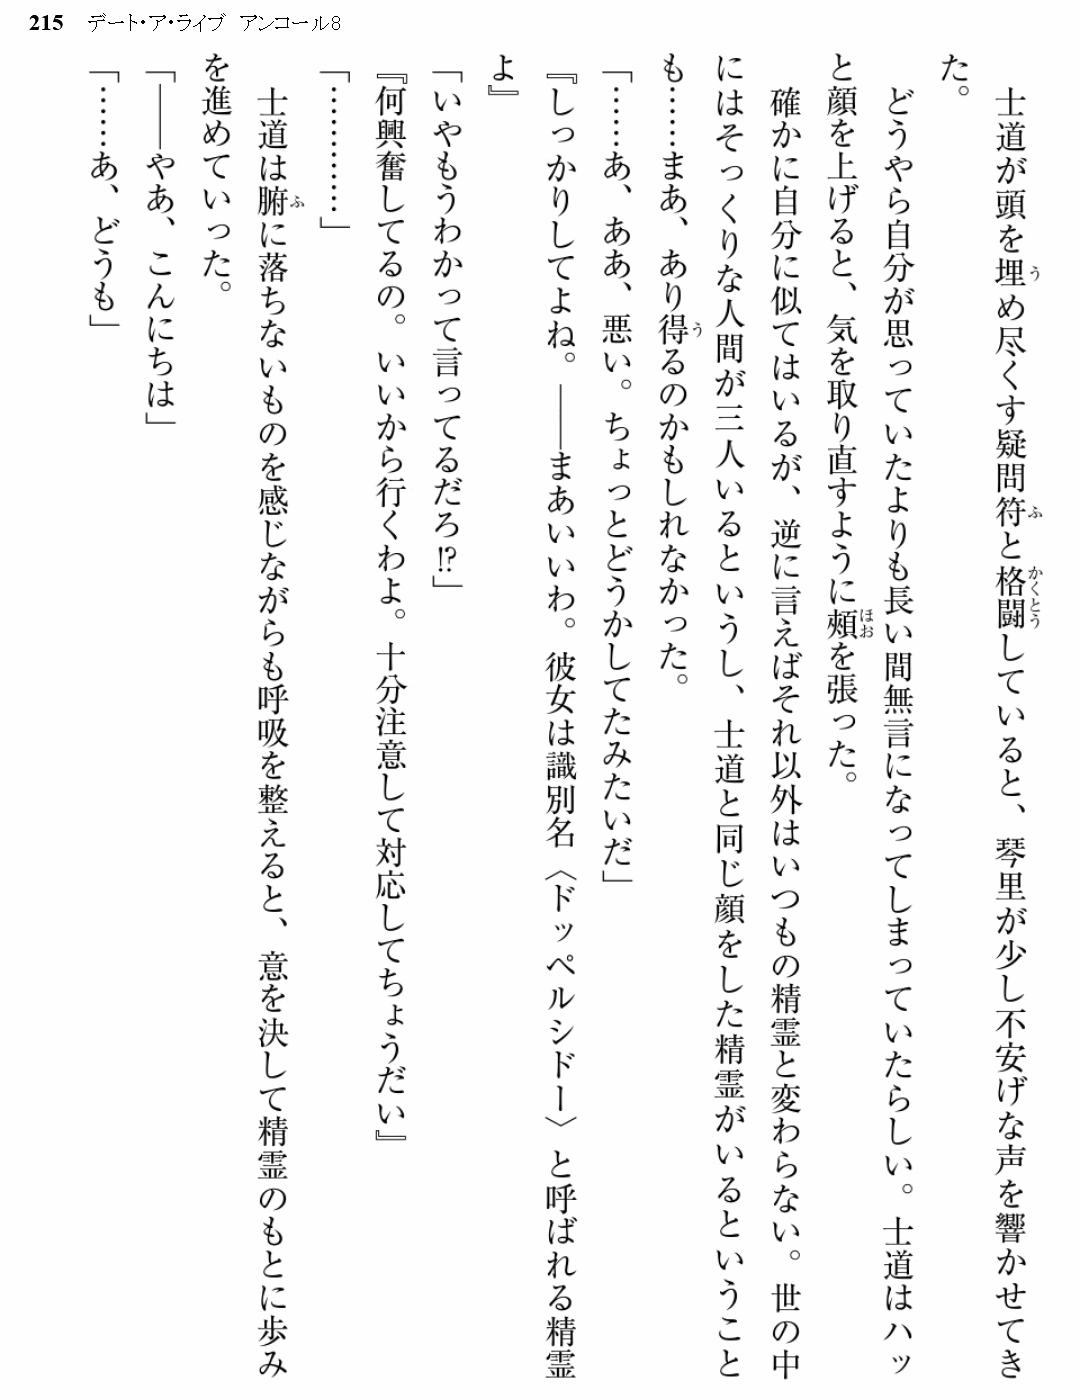 215 デート・ア・ライブ アンコール8
士道が頭を埋め尽くす疑問符と格闘していると、琴里が少し不安げな声を響かせてき
た。
どうやら自分が思っていたよりも長い間無言になってしまっていたらしい。士道はハッ
と顔を上げると、気を取り直すように頬を張った。
確かに自分に似てはいるが、逆に言えばそれ以外はいつもの精霊と変わらない。世の中
にはそっくりな人間が三人いるというし、士道と同じ顔をした精霊がいるということ
も……まあ、あり得るのかもしれなかった。
「……あ、ああ、悪い。ちょっとどうかしてたみたいだ」
『しっかりしてよね。――まあいいわ。彼女は識別名〈ドッペルシドー〉と呼ばれる精霊
よ』
「いやもうわかって言ってるだろ!?」
『何興奮してるの。いいから行くわよ。十分注意して対応してちょうだい』
「…………」
士道は腑に落ちないものを感じながらも呼吸を整えると、意を決して精霊のもとに歩み
を進めていった。
「――やあ、こんにちは」
「……あ、どうも」